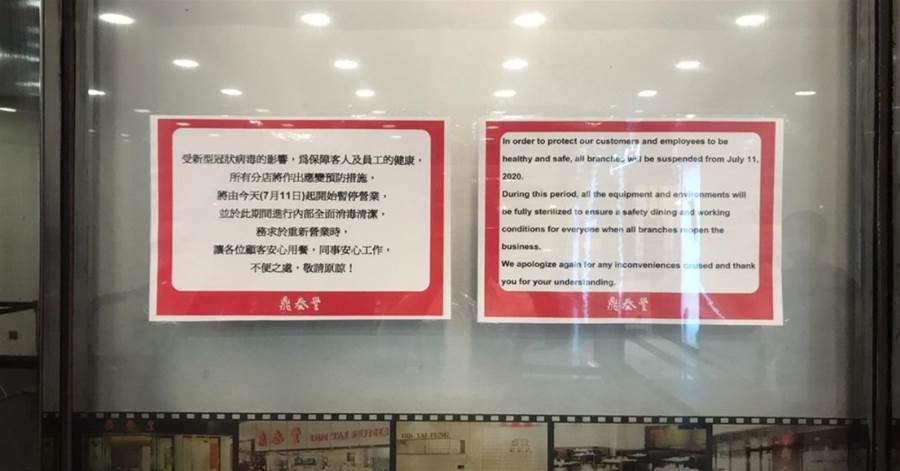 受新型冠狀病毒的影響，為保障客人及員工的健康，
所有分店將作出應變預防措施，
將由今天(7月11日)起開始暫停營業，
並於此期間進行內部全面消毒清潔，
務求於重新營業時，
讓各位顧客安心用餐，同事安心工作，
不便之處，敬請原諒！
鼎泰豐
In order to protect our customers and employees to be
healthy and safe, all branches will be suspended from July 11,
2020.
During this period, all the equipment and environments will
be fully sterilized to ensure a safety dining and working
conditions for everyone when all branches reopen the
business.
We apologize again for any inconveniences caused and thank
you for your understanding.
鼎泰豐